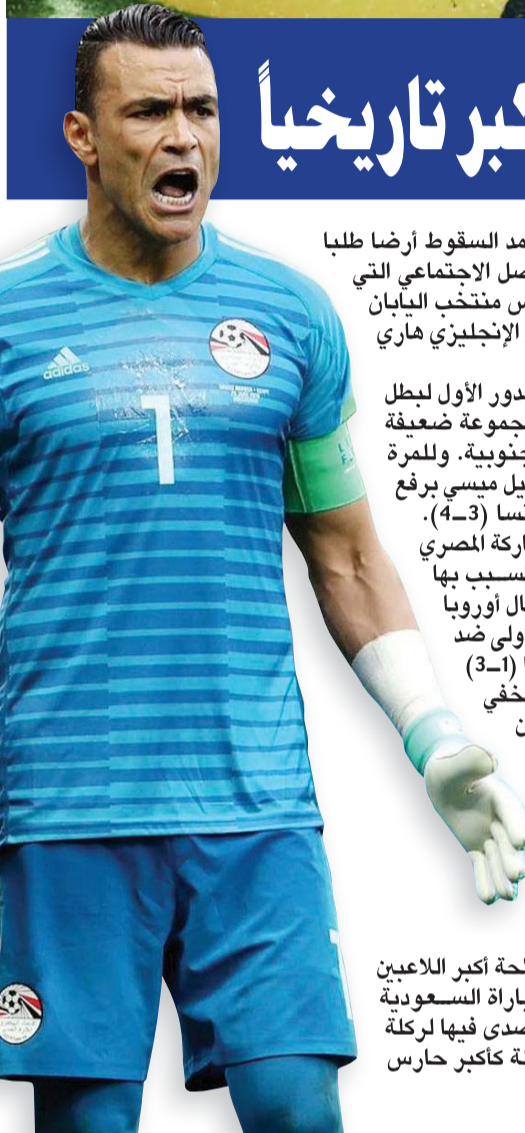 كبر تاريخياً
مد السقوط أرضا طلبا
صل الاجتماعي التي
س منتخب اليابان
الإنجليزي هاري
دور الأول لبطل
جموعة ضعيفة
جنوبية. وللمرة
يل ميسي برفع
سا (3–4).
اركة المصري
سبب بها
ال أوروبا
ولى ضد
ا (1–3)
خفي
ن
لحة أكبر اللاعبين
باراة السعودية
صدى فيها لركلة
ة كأكبر حارس
adidas
1